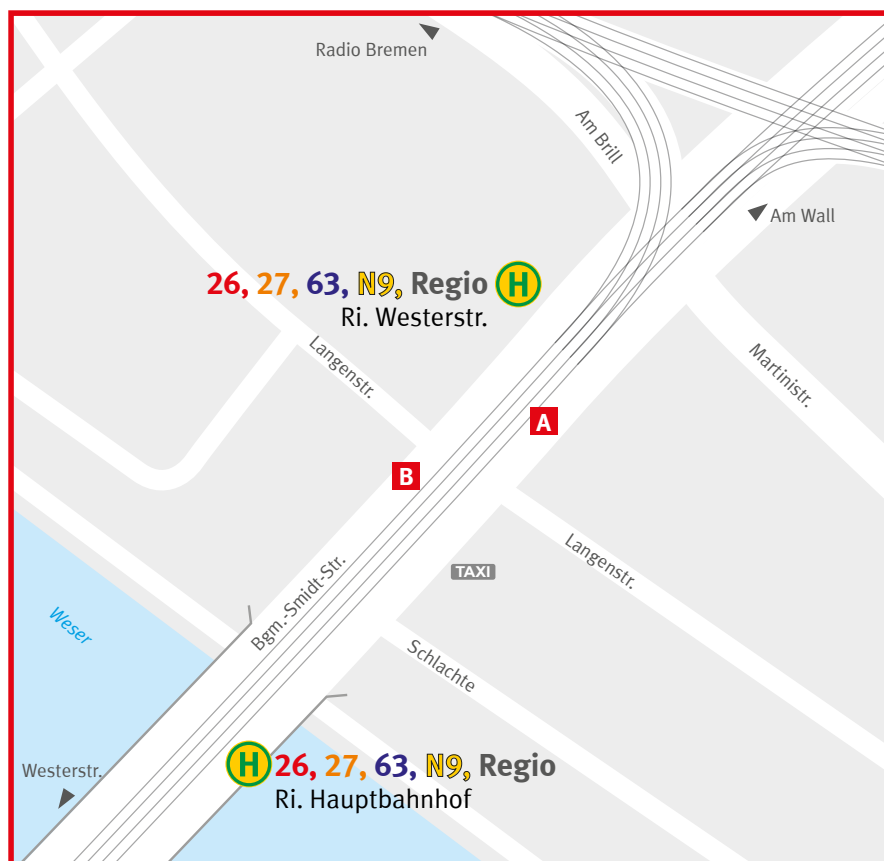 Radio Bremen
Am Brill
Am Wall
26, 27, 63, N9, Regio H
Ri. Westerstr.
Langenstr.
Martinistr.
A
B
Langenstr.
TAXI
Bgm.-Smidt-Str.
Weser
Schlachte
Westerstr.
H 26, 27, 63, N9, Regio
Ri. Hauptbahnhof